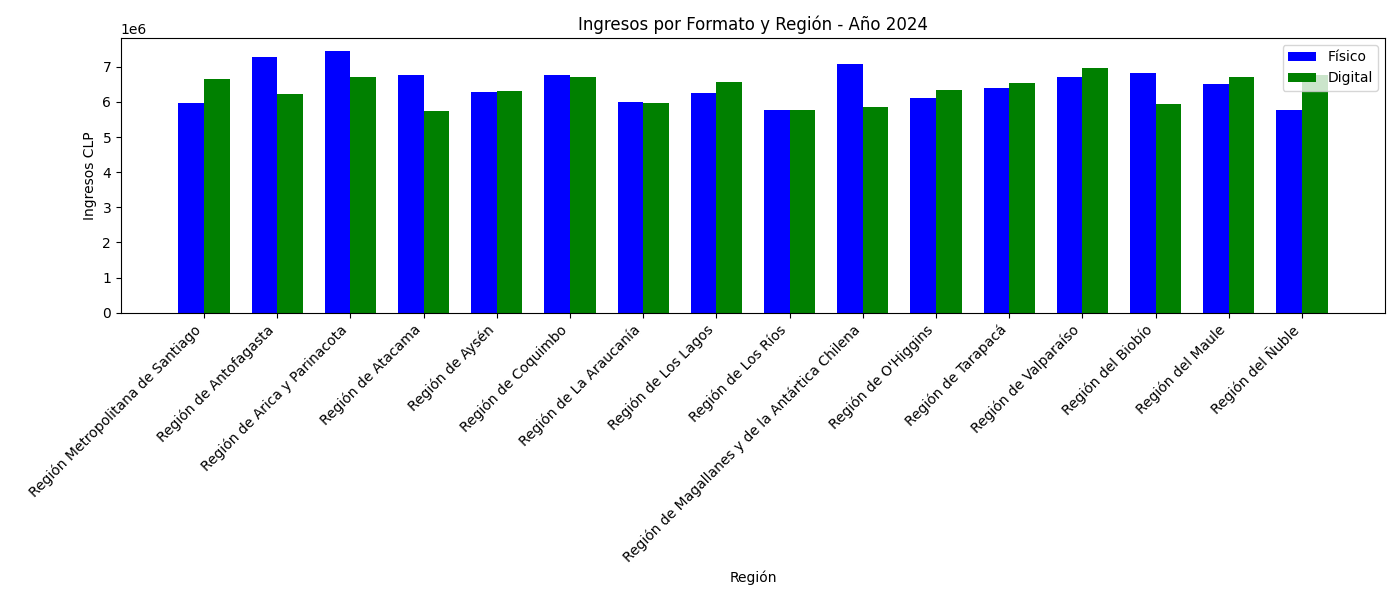 Ingresos por Formato y Región - Año 2024
1e6
Ingresos CLP
7
6
5
4
3
2
1
0
Físico
Digital
Región Metropolitana de Santiago
Región de Antofagasta
Región de Arica y Parinacota
Región de Atacama
Región de Aysén
Región de Coquimbo
Región de La Araucanía
Región de Los Lagos
Región de Los Ríos
Región de Magallanes y de la Antártica Chilena
Región de O'Higgins
Región de Tarapacá
Región de Valparaíso
Región del Biobío
Región del Maule
Región del Ñuble
Región